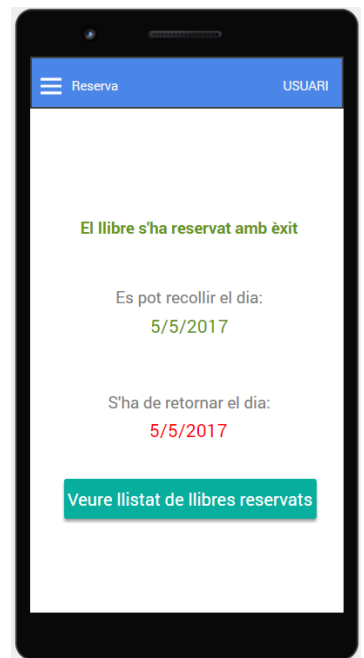 Reserva USUARI
El llibre s'ha reservat amb èxit
Es pot recollir el dia:
5/5/2017
S'ha de retornar el dia:
5/5/2017
Veure llistat de llibres reservats